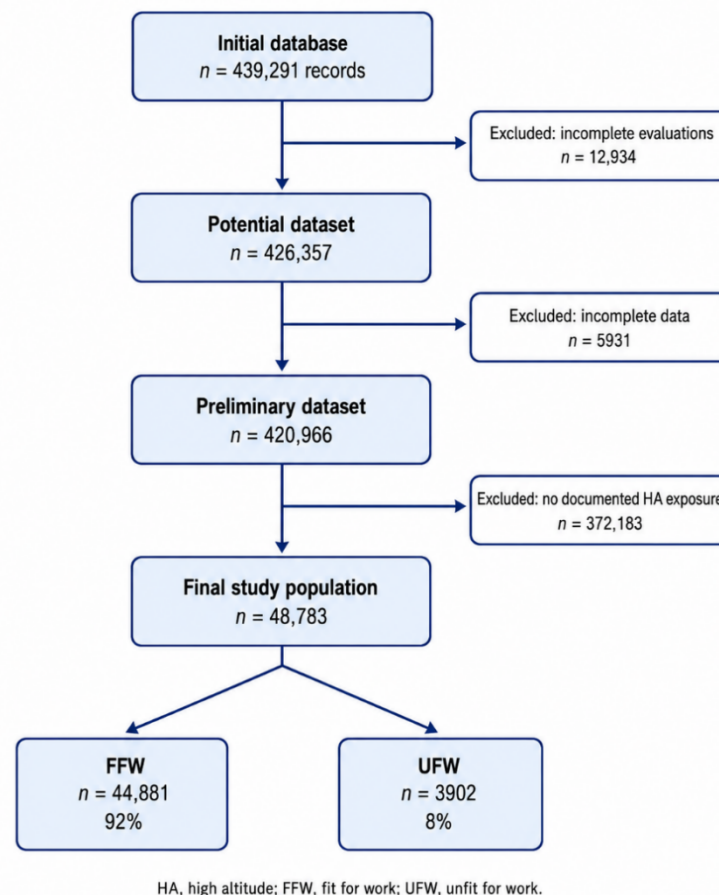 Initial database
n = 439,291 records
Excluded: incomplete evaluations
n = 12,934
Potential dataset
n = 426,357
Excluded: incomplete data
n = 5931
Preliminary dataset
n = 420,966
Excluded: no documented HA exposure
n = 372,183
Final study population
n = 48,783
FFW
n = 44,881
92%
UFW
n = 3902
8%
HA, high altitude; FFW, fit for work; UFW, unfit for work.